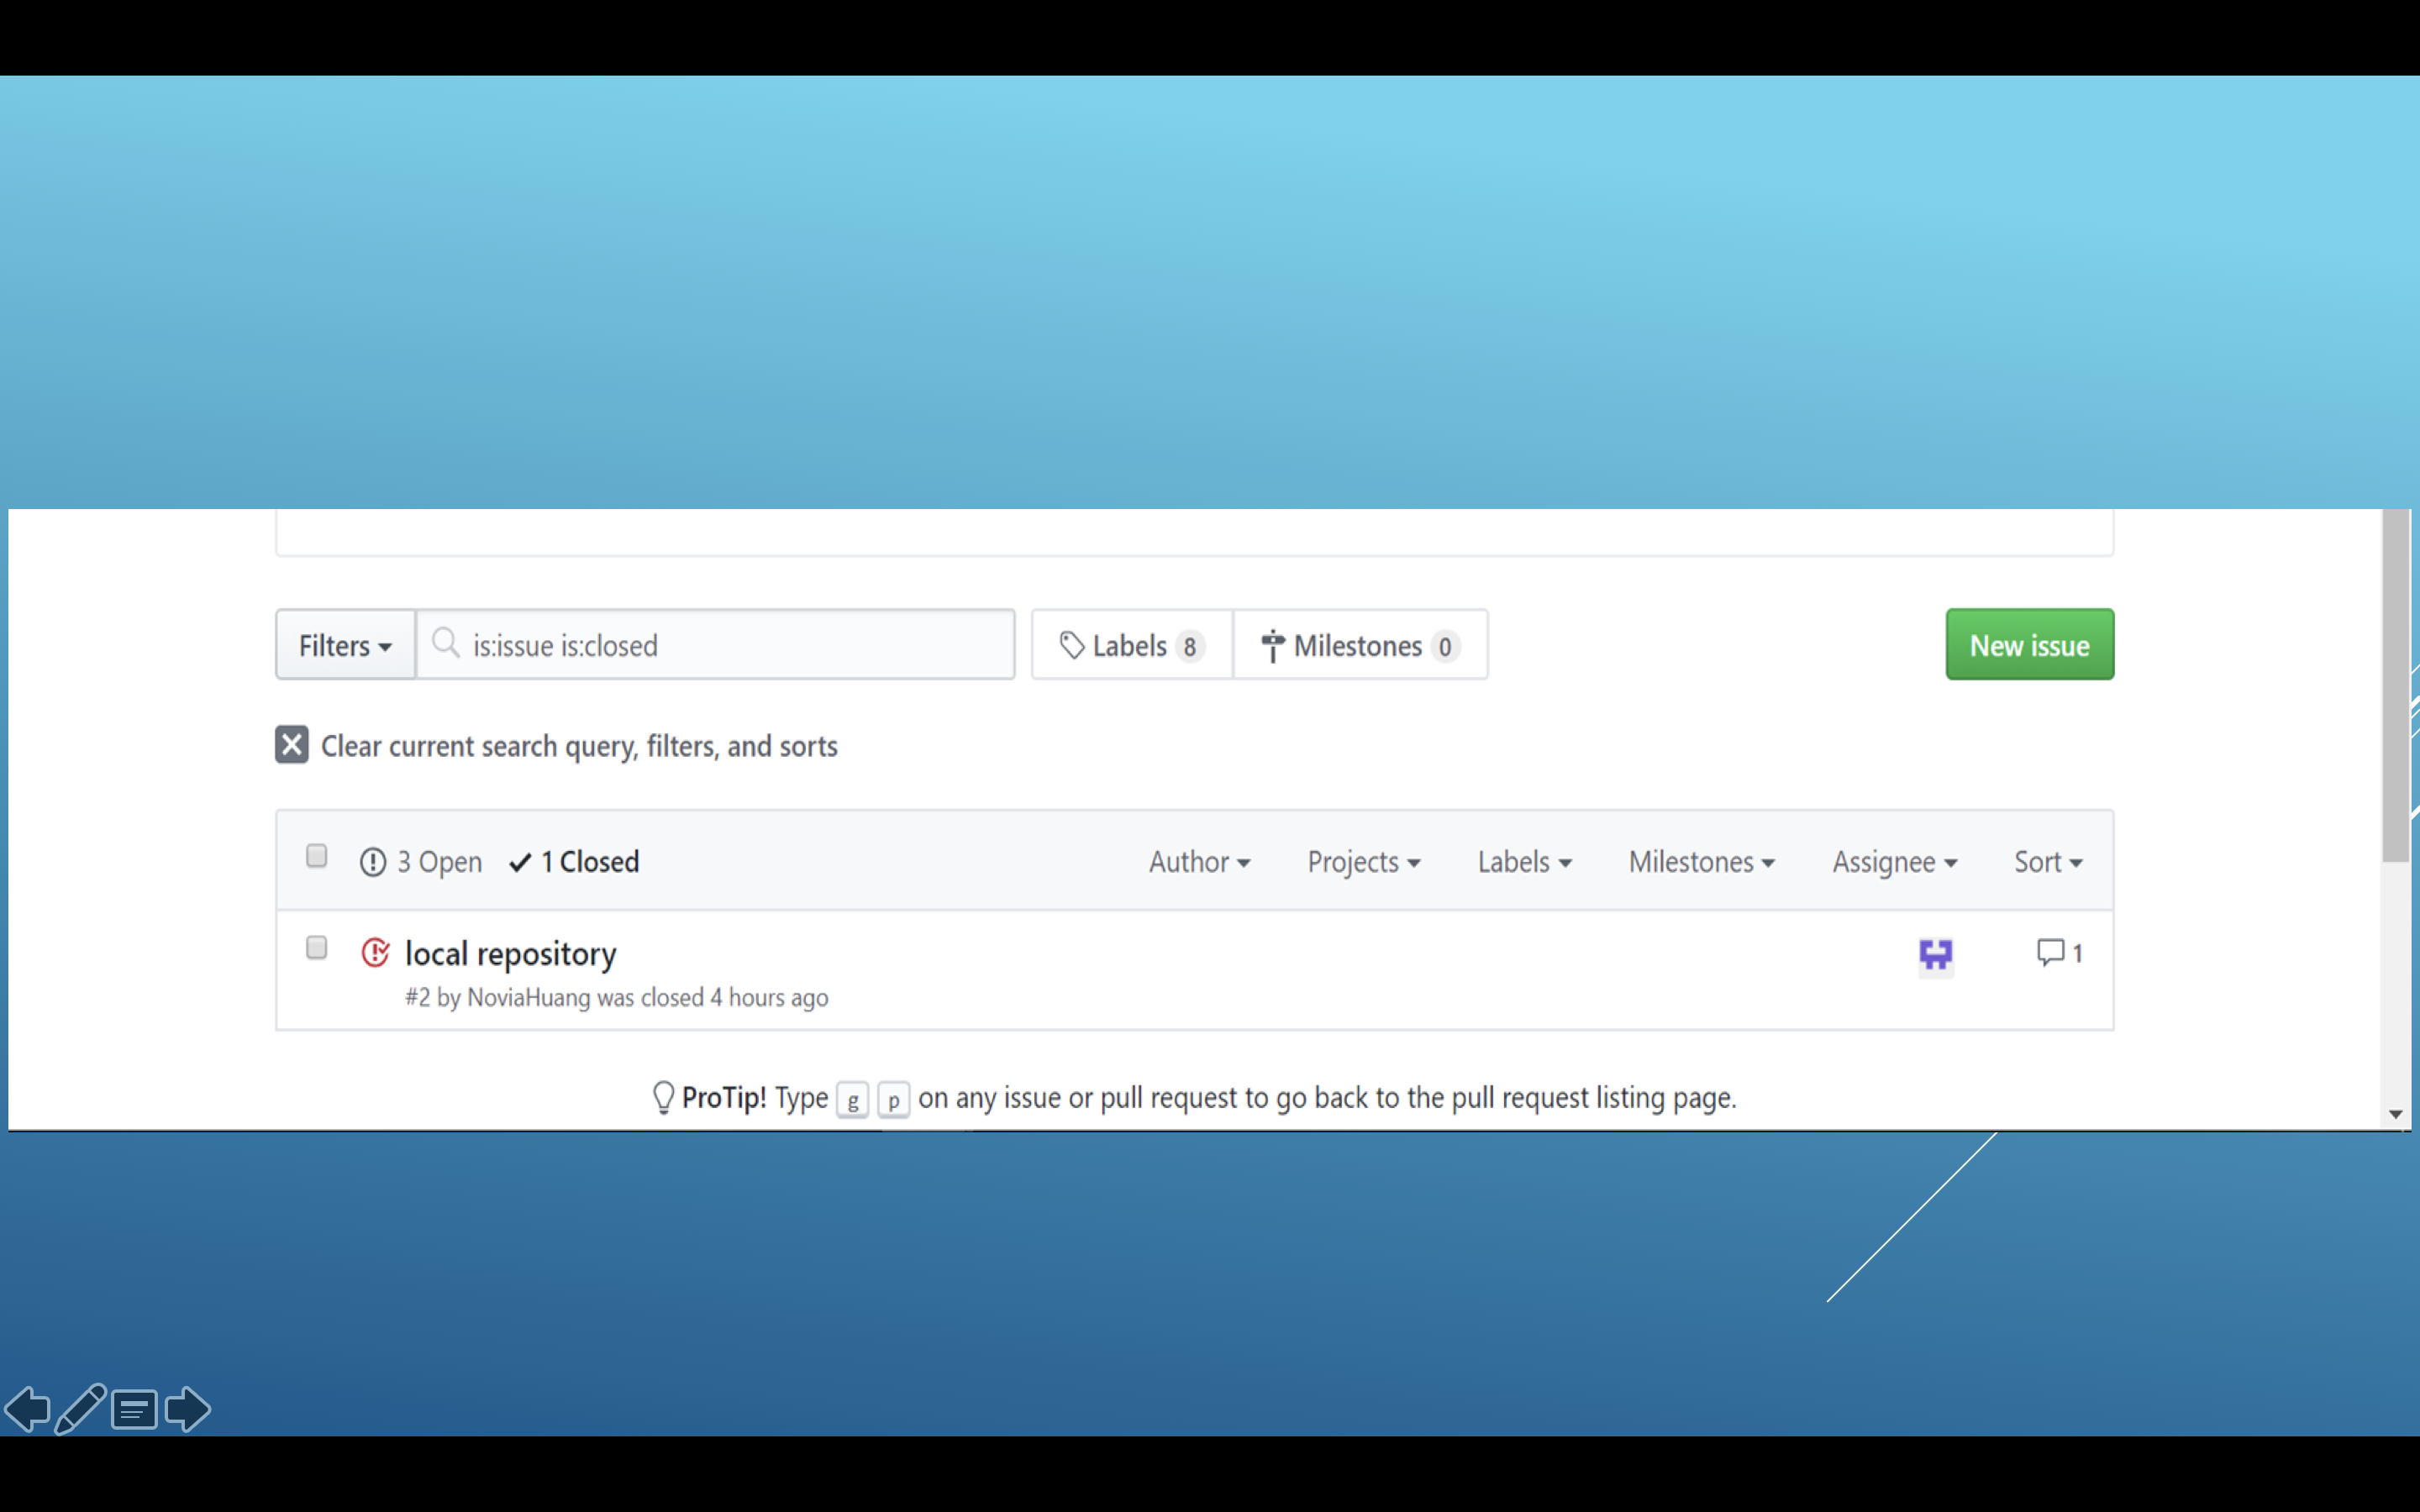 Filters is:issue is:closed Labels 8 Milestones 0 New issue
Clear current search query, filters, and sorts
3 Open 1 Closed Author Projects Labels Milestones Assignee Sort
local repository 1
#2 by NoviaHuang was closed 4 hours ago
ProTip! Type g p on any issue or pull request to go back to the pull request listing page.